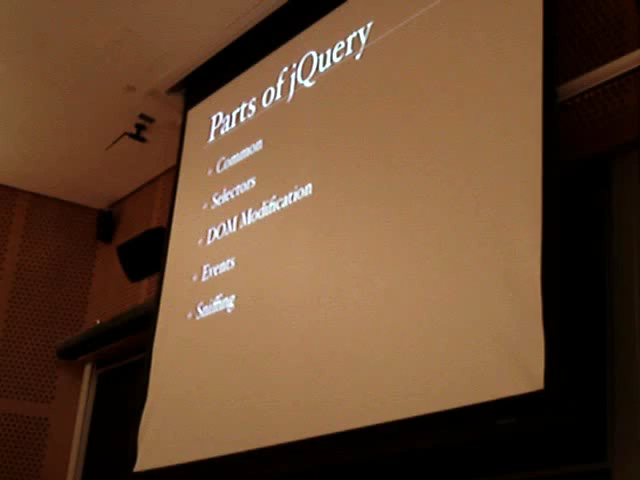 Parts of jQuery
• Common
• Selectors
• DOM Modification
• Events
• Sniffing